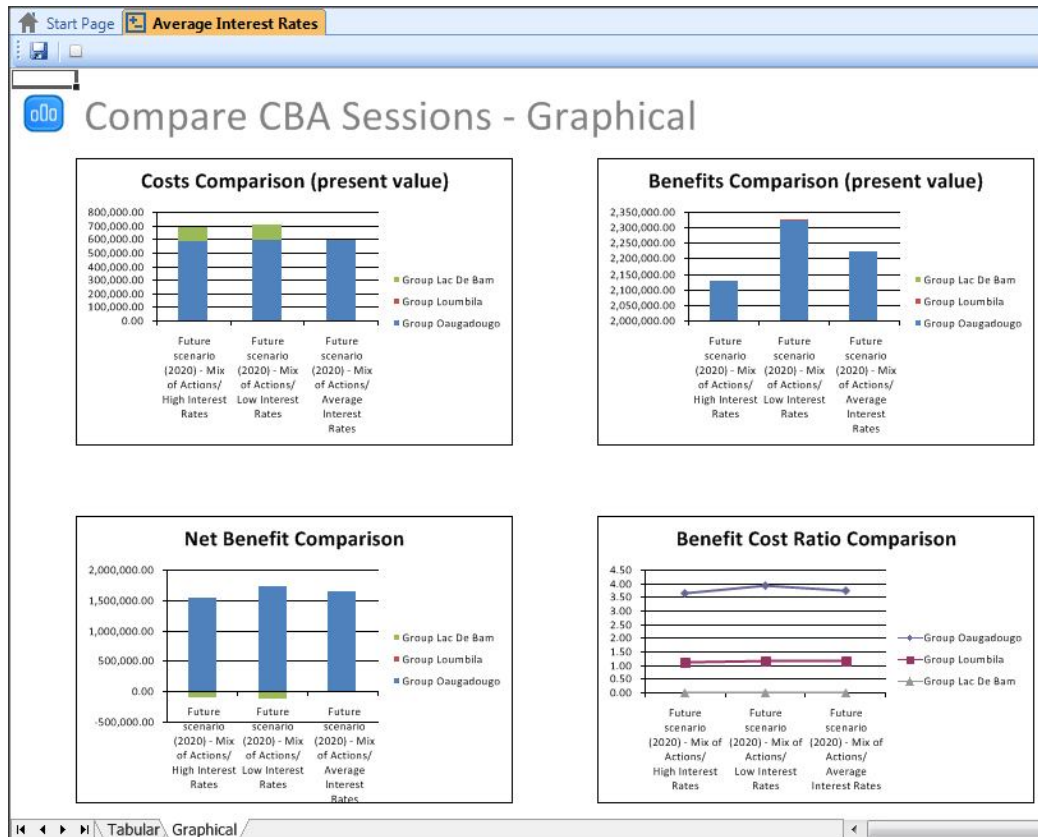 Start Page
Average Interest Rates
Compare CBA Sessions - Graphical
Costs Comparison (present value)
800,000.00
700,000.00
600,000.00
500,000.00
400,000.00
300,000.00
200,000.00
100,000.00
0.00
Group Lac De Bam
Group Loumbila
Group Oaugadougo
Future
scenario
(2020) - Mix
of Actions/
High Interest
Rates
Future
scenario
(2020) - Mix
of Actions/
Low Interest
Rates
Future
scenario
(2020) - Mix
of Actions/
Average
Interest
Rates
Benefits Comparison (present value)
2,350,000.00
2,300,000.00
2,250,000.00
2,200,000.00
2,150,000.00
2,100,000.00
2,050,000.00
2,000,000.00
Group Lac De Bam
Group Loumbila
Group Oaugadougo
Future
scenario
(2020) - Mix
of Actions/
High Interest
Rates
Future
scenario
(2020) - Mix
of Actions/
Low Interest
Rates
Future
scenario
(2020) - Mix
of Actions/
Average
Interest
Rates
Net Benefit Comparison
2,000,000.00
1,500,000.00
1,000,000.00
500,000.00
0.00
-500,000.00
Group Lac De Bam
Group Loumbila
Group Oaugadougo
Future
scenario
(2020) - Mix
of Actions/
High Interest
Rates
Future
scenario
(2020) - Mix
of Actions/
Low Interest
Rates
Future
scenario
(2020) - Mix
of Actions/
Average
Interest
Rates
Benefit Cost Ratio Comparison
4.50
4.00
3.50
3.00
2.50
2.00
1.50
1.00
0.50
0.00
Group Oaugadougo
Group Loumbila
Group Lac De Bam
Future
scenario
(2020) - Mix of
Actions/
High Interest
Rates
Future
scenario
(2020) - Mix of
Actions/
Low Interest
Rates
Future
scenario
(2020) - Mix of
Actions/
Average
Interest Rates
Tabular
Graphical